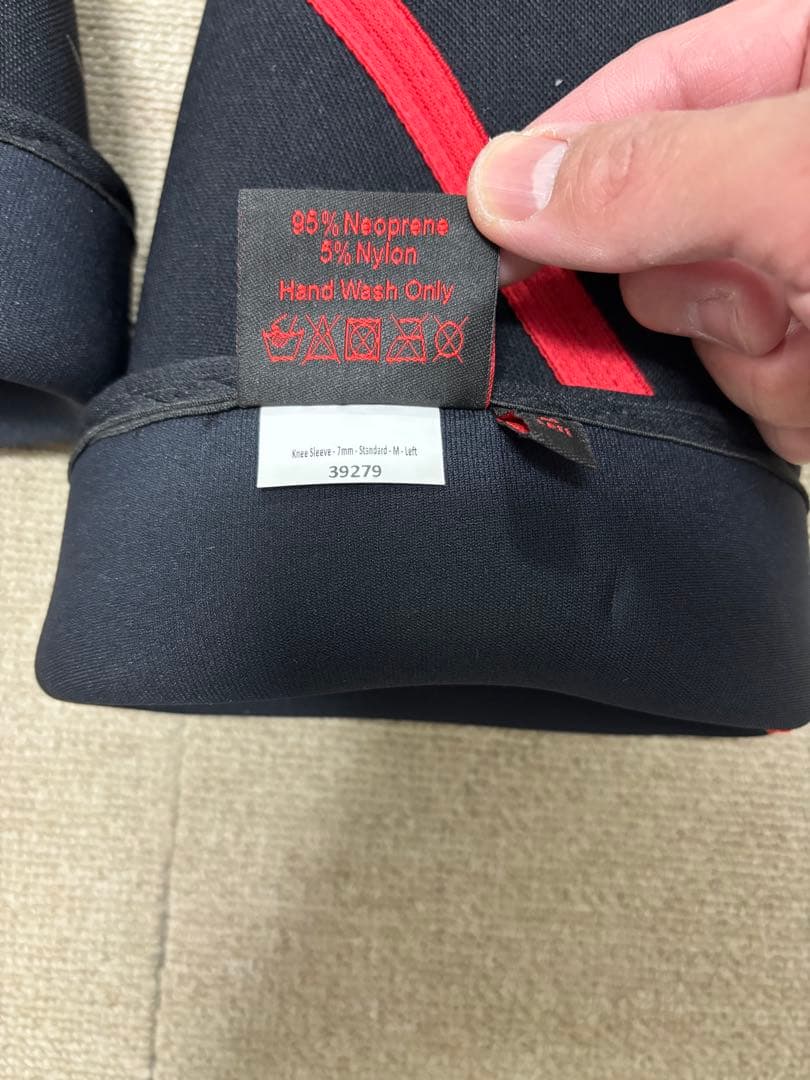 95% Neoprene
5% Nylon
Hand Wash Only
Knee Sleeve - 7mm - Standard - M - Left
39279